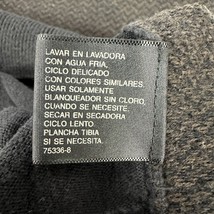 LAVAR EN LAVADORA
CON AGUA FRIA,
CICLO DELICADO
CON COLORES SIMILARES.
USAR SOLAMENTE
BLANQUEADOR SIN CLORO,
CUANDO SE NECESITE.
SECAR EN SECADORA
CICLO LENTO
PLANCHA TIBIA
SI SE NECESITA.
75336-8